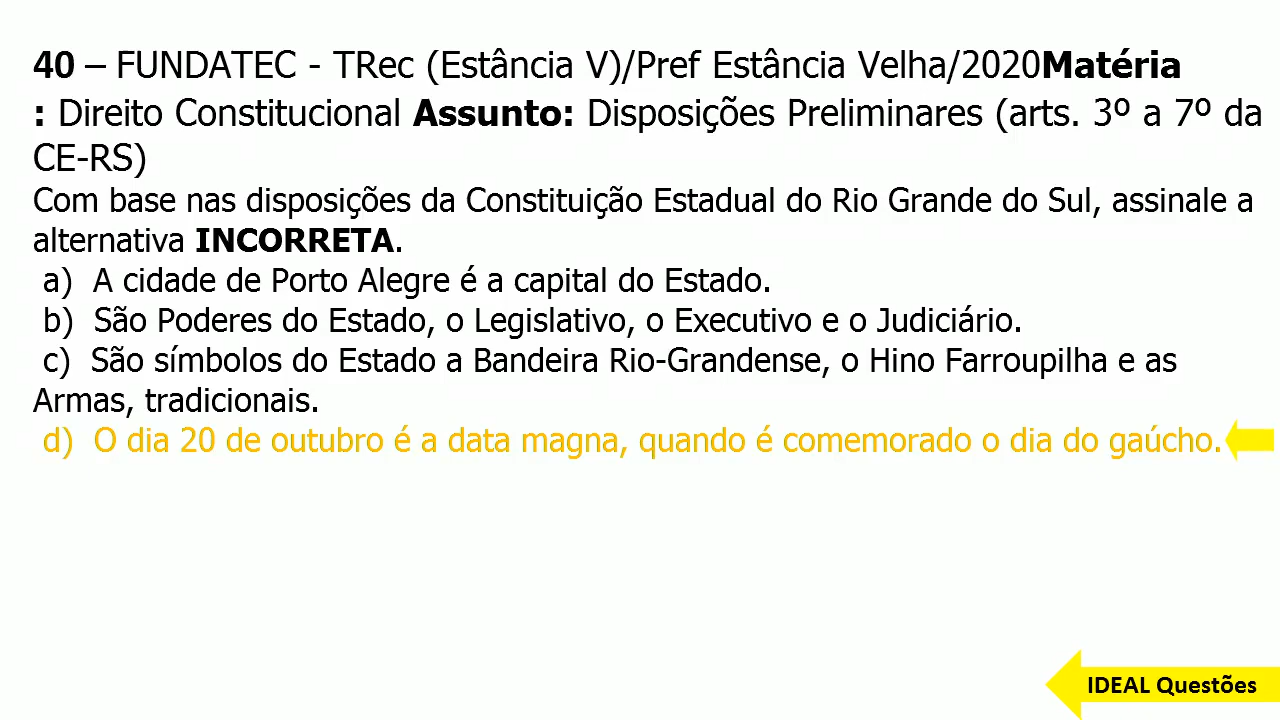 40 – FUNDATEC - TRec (Estância V)/Pref Estância Velha/2020Matéria
: Direito Constitucional Assunto: Disposições Preliminares (arts. 3º a 7º da
CE-RS)
Com base nas disposições da Constituição Estadual do Rio Grande do Sul, assinale a
alternativa INCORRETA.
a) A cidade de Porto Alegre é a capital do Estado.
b) São Poderes do Estado, o Legislativo, o Executivo e o Judiciário.
c) São símbolos do Estado a Bandeira Rio-Grandense, o Hino Farroupilha e as
Armas, tradicionais.
d) O dia 20 de outubro é a data magna, quando é comemorado o dia do gaúcho.
IDEAL Questões